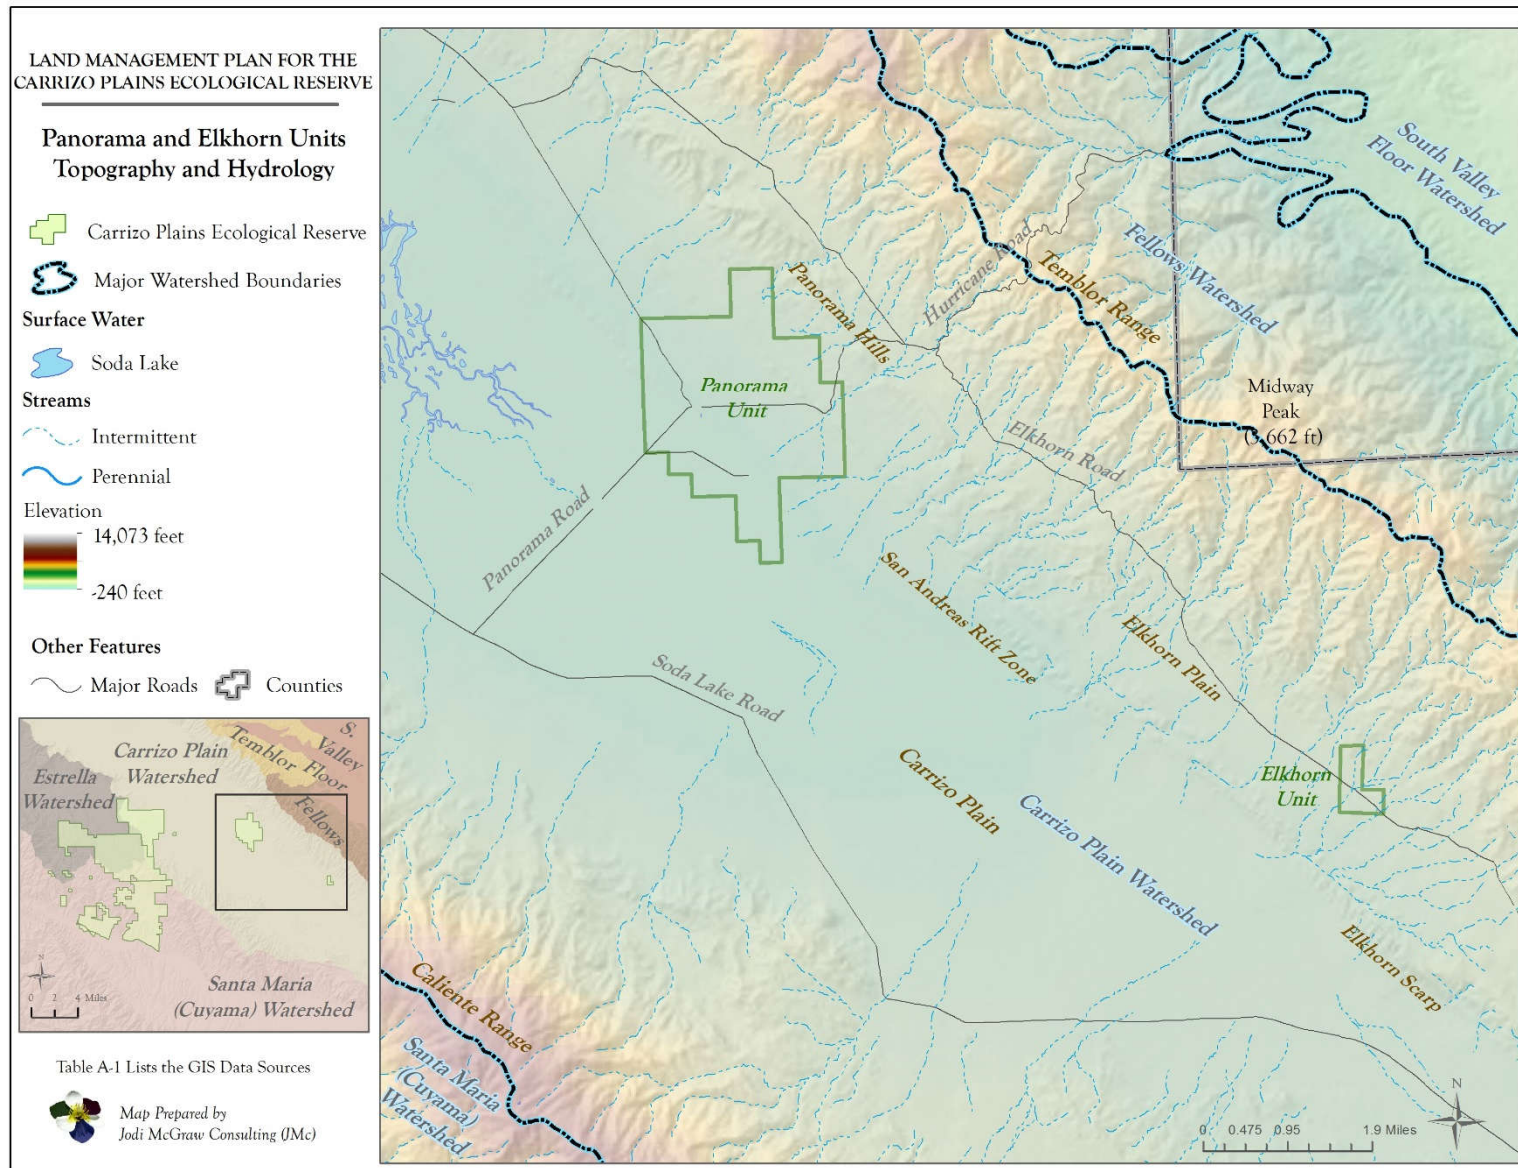 LAND MANAGEMENT PLAN FOR THE
CARRIZO PLAINS ECOLOGICAL RESERVE
Panorama and Elkhorn Units
Topography and Hydrology
Carrizo Plains Ecological Reserve
Major Watershed Boundaries
Surface Water
Soda Lake
Streams
Intermittent
Perennial
Elevation
14,073 feet
-240 feet
Other Features
Major Roads
Counties
S.
Valley
Temblor Floor
Carrizo Plain
Watershed
Estrella
Watershed
Fellows
Santa Maria
(Cuyama) Watershed
N
0 2 4 Miles
Table A-1 Lists the GIS Data Sources
Map Prepared by
Jodi McGraw Consulting (JMc)
South Valley
Floor Watershed
Fellows Watershed
Hurricane Road
Temblor Range
Panorama Hills
Panorama
Unit
Midway
Peak
(3,662 ft)
Elkhorn Road
Panorama Road
San Andreas Rift Zone
Elkhorn Plain
Soda Lake Road
Elkhorn
Unit
Carrizo Plain
Carrizo Plain Watershed
Elkhorn Scarp
Caliente Range
Santa Maria
(Cuyama)
Watershed
N
0 0.475 0.95 1.9 Miles